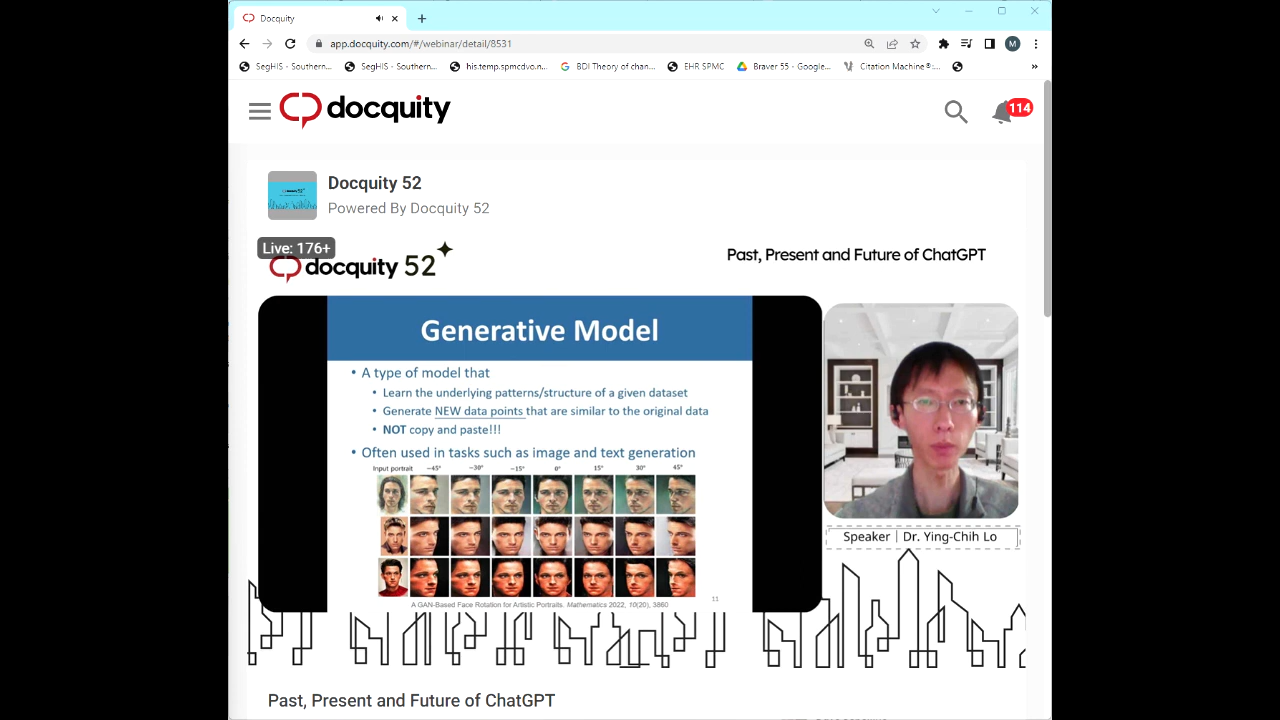 Docquity
app.docquity.com/#/webinar/detail/8531
M
SegHIS - Southern...
SegHIS - Southern...
his.temp.spmcdvo.n...
BDI Theory of chan...
EHR SPMC
Braver 55 - Google...
Citation Machine®:...
»
docquity
114
Docquity 52
Powered By Docquity 52
Live: 176+
docquity 52
Past, Present and Future of ChatGPT
Generative Model
• A type of model that
• Learn the underlying patterns/structure of a given dataset
• Generate NEW data points that are similar to the original data
• NOT copy and paste!!!
• Often used in tasks such as image and text generation
Input portrait −45° −30° −15° 0° 15° 30° 45°
A GAN-Based Face Rotation for Artistic Portraits. Mathematics 2022, 10(20), 3860
11
Speaker | Dr. Ying-Chih Lo
Past, Present and Future of ChatGPT